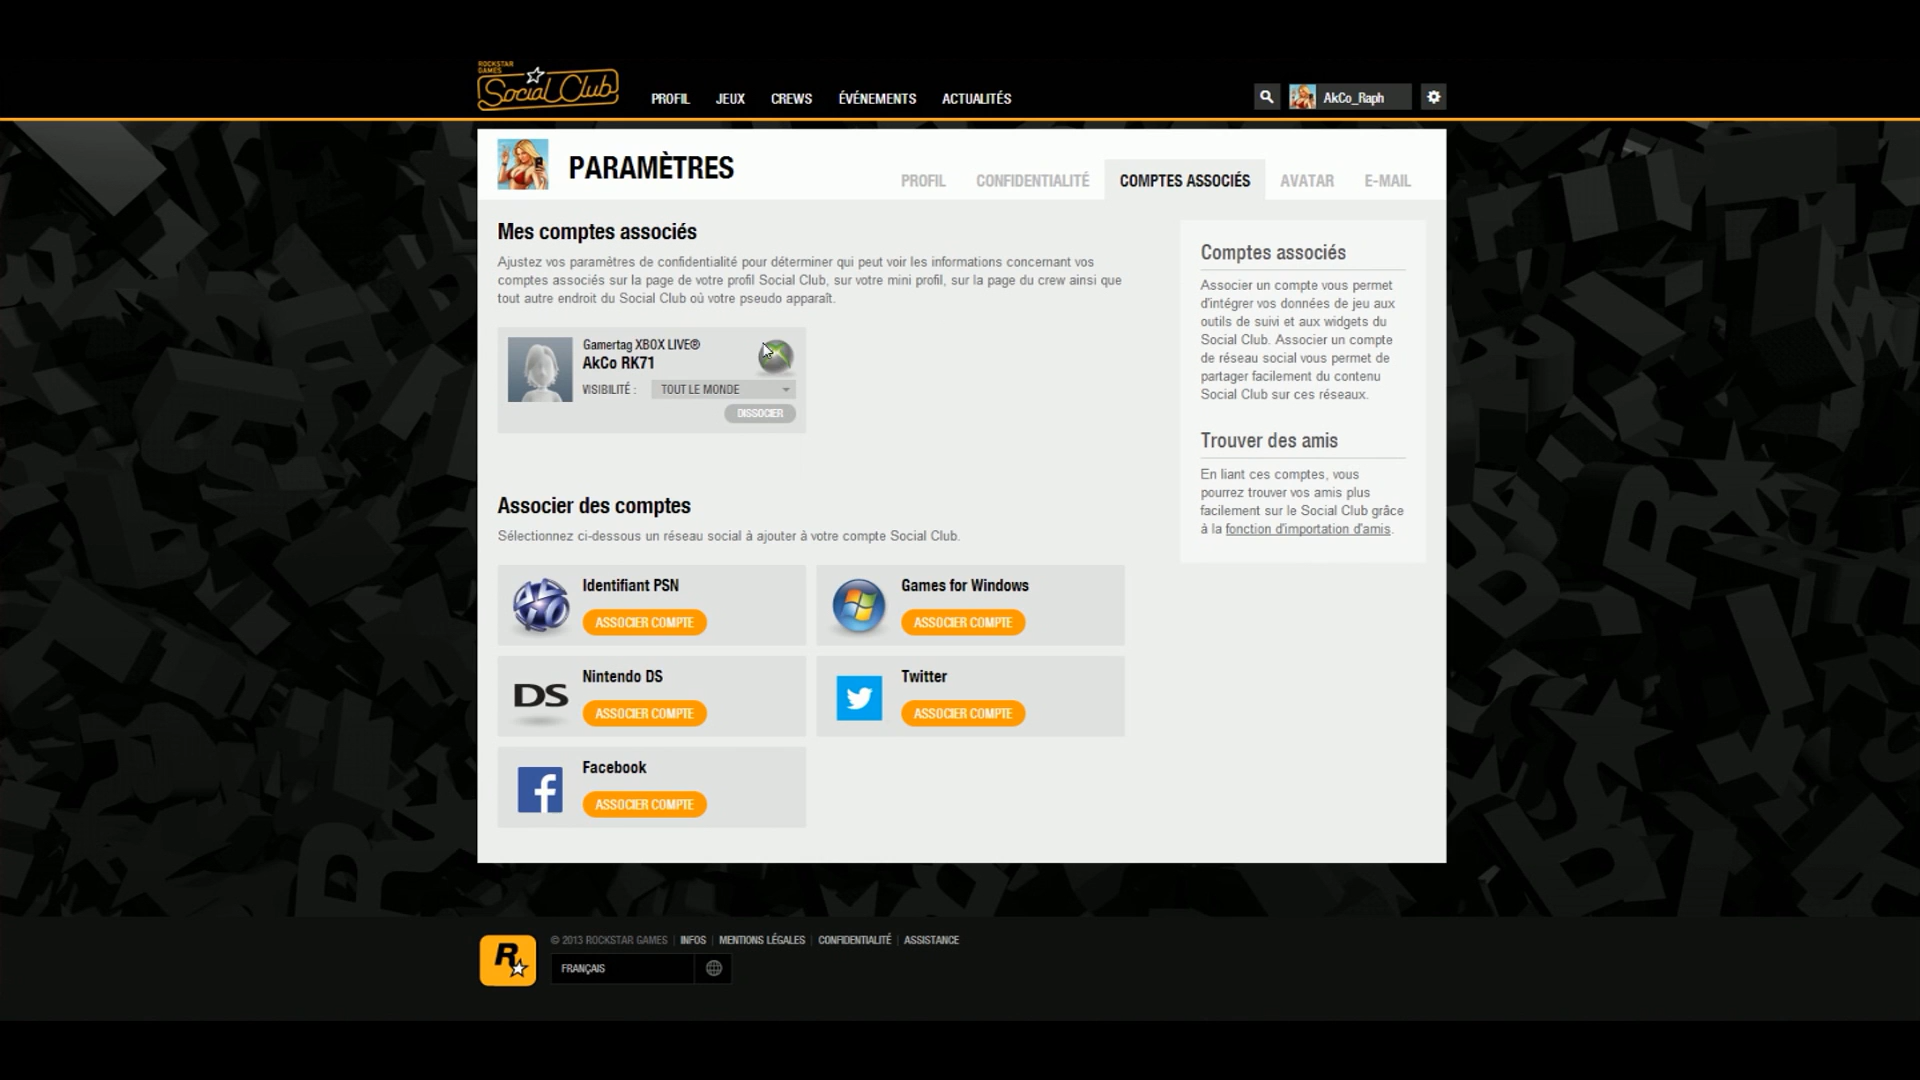 ROCKSTAR
GAMES
Social Club
PROFIL JEUX CREWS ÉVÉNEMENTS ACTUALITÉS
AkCo_Raph
PARAMÈTRES
PROFIL CONFIDENTIALITÉ COMPTES ASSOCIÉS AVATAR E-MAIL
Mes comptes associés
Ajustez vos paramètres de confidentialité pour déterminer qui peut voir les informations concernant vos
comptes associés sur la page de votre profil Social Club, sur votre mini profil, sur la page du crew ainsi que
tout autre endroit du Social Club où votre pseudo apparaît.
Gamertag XBOX LIVE®
AkCo RK71
VISIBILITÉ : TOUT LE MONDE
DISSOCIER
Associer des comptes
Sélectionnez ci-dessous un réseau social à ajouter à votre compte Social Club.
Identifiant PSN
ASSOCIER COMPTE
Games for Windows
ASSOCIER COMPTE
DS
Nintendo DS
ASSOCIER COMPTE
Twitter
ASSOCIER COMPTE
Facebook
ASSOCIER COMPTE
Comptes associés
Associer un compte vous permet
d'intégrer vos données de jeu aux
outils de suivi et aux widgets du
Social Club. Associer un compte
de réseau social vous permet de
partager facilement du contenu
Social Club sur ces réseaux.
Trouver des amis
En liant ces comptes, vous
pourrez trouver vos amis plus
facilement sur le Social Club grâce
à la fonction d'importation d'amis.
R
© 2013 ROCKSTAR GAMES | INFOS | MENTIONS LÉGALES | CONFIDENTIALITÉ | ASSISTANCE
FRANÇAIS